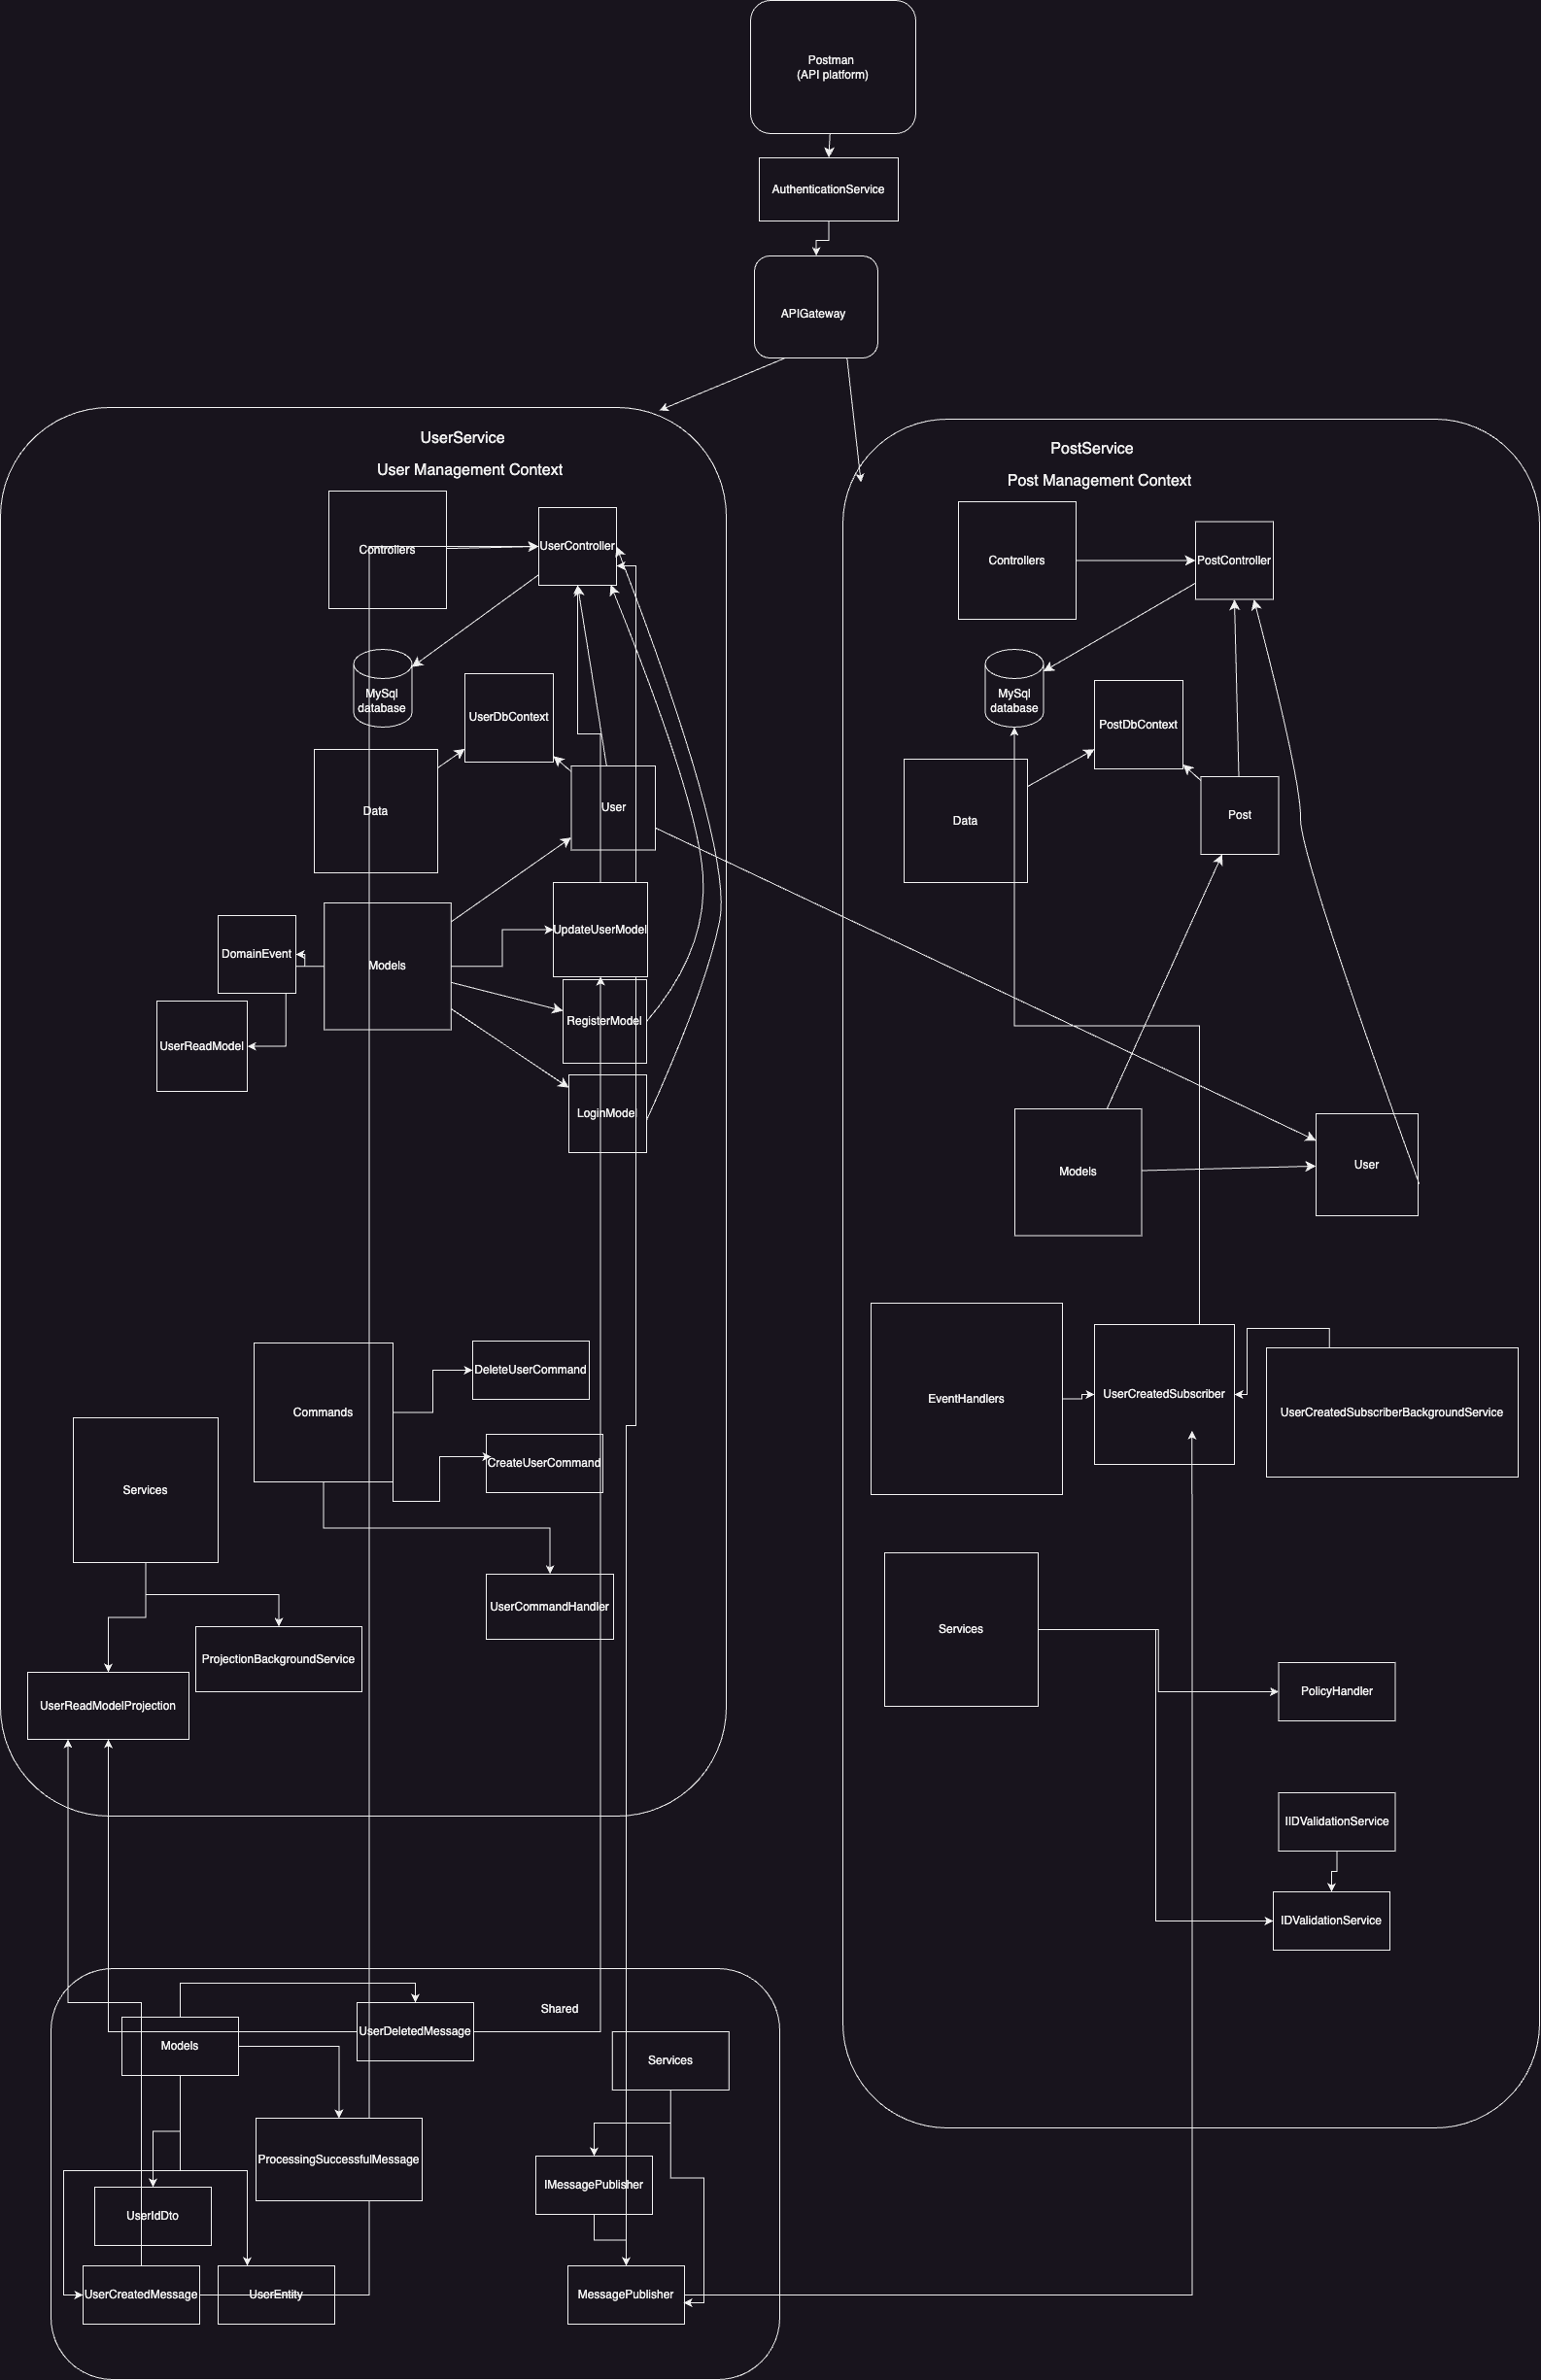 Postman
(API platform)
AuthenticationService
APIGateway
UserService
User Management Context
Controllers
UserController
MySql
database
UserDbContext
Data
User
DomainEvent
Models
UpdateUserModel
UserReadModel
RegisterModel
LoginModel
Commands
DeleteUserCommand
CreateUserCommand
Services
UserCommandHandler
ProjectionBackgroundService
UserReadModelProjection
PostService
Post Management Context
Controllers
PostController
MySql
database
PostDbContext
Data
Post
Models
User
EventHandlers
UserCreatedSubscriber
UserCreatedSubscriberBackgroundService
Services
PolicyHandler
IIDValidationService
IDValidationService
Shared
Models
UserDeletedMessage
Services
ProcessingSuccessfulMessage
IMessagePublisher
UserIdDto
UserCreatedMessage
UserEntity
MessagePublisher